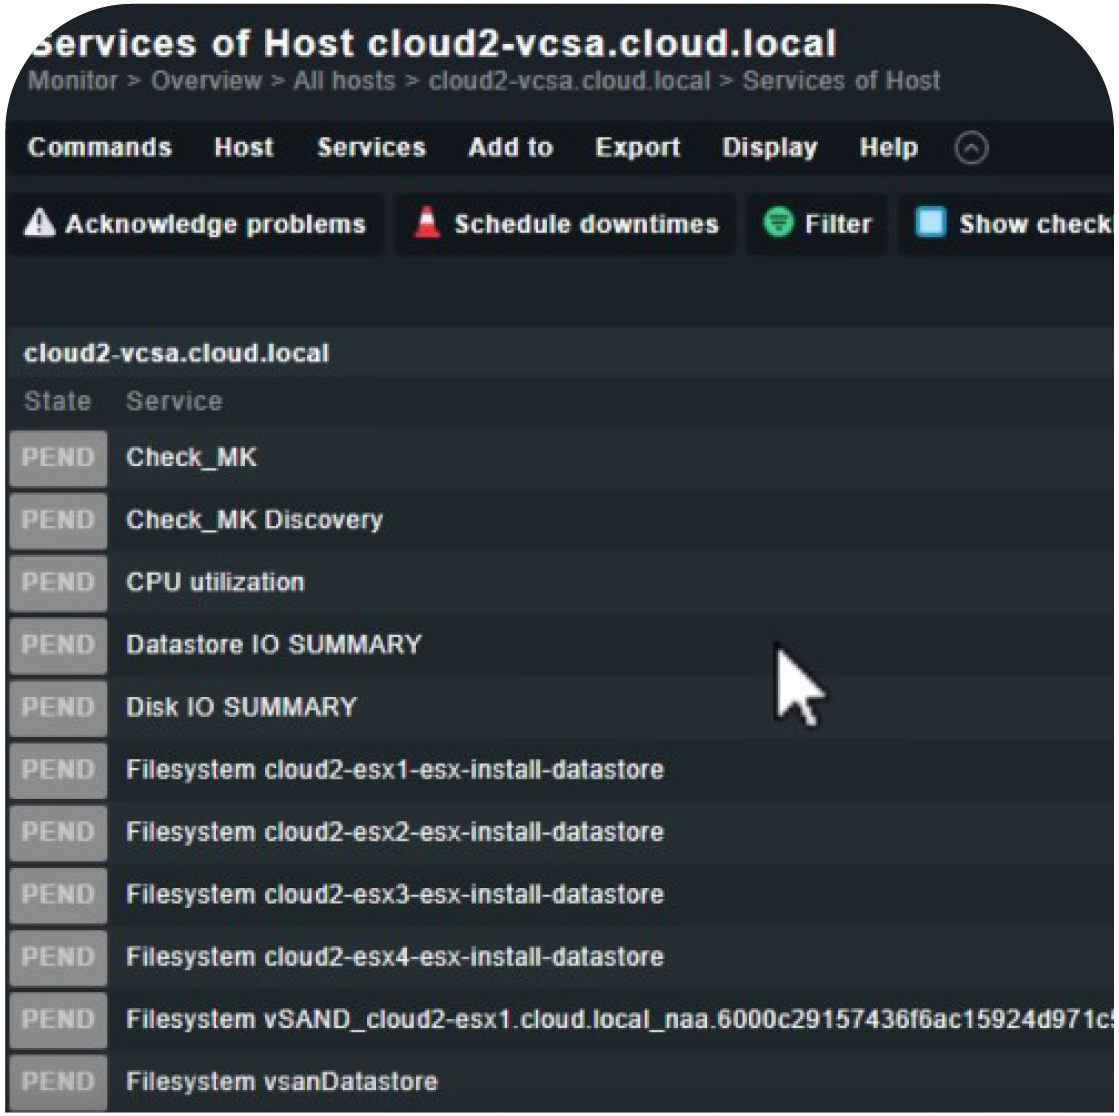 Services of Host cloud2-vcsa.cloud.local
Monitor > Overview > All hosts > cloud2-vcsa.cloud.local > Services of Host
Commands Host Services Add to Export Display Help
Acknowledge problems Schedule downtimes Filter Show check
cloud2-vcsa.cloud.local
State Service
PEND Check_MK
PEND Check_MK Discovery
PEND CPU utilization
PEND Datastore IO SUMMARY
PEND Disk IO SUMMARY
PEND Filesystem cloud2-esx1-esx-install-datastore
PEND Filesystem cloud2-esx2-esx-install-datastore
PEND Filesystem cloud2-esx3-esx-install-datastore
PEND Filesystem cloud2-esx4-esx-install-datastore
PEND Filesystem vSAND_cloud2-esx1.cloud.local_naa.6000c29157436f6ac15924d971c5
PEND Filesystem vsanDatastore